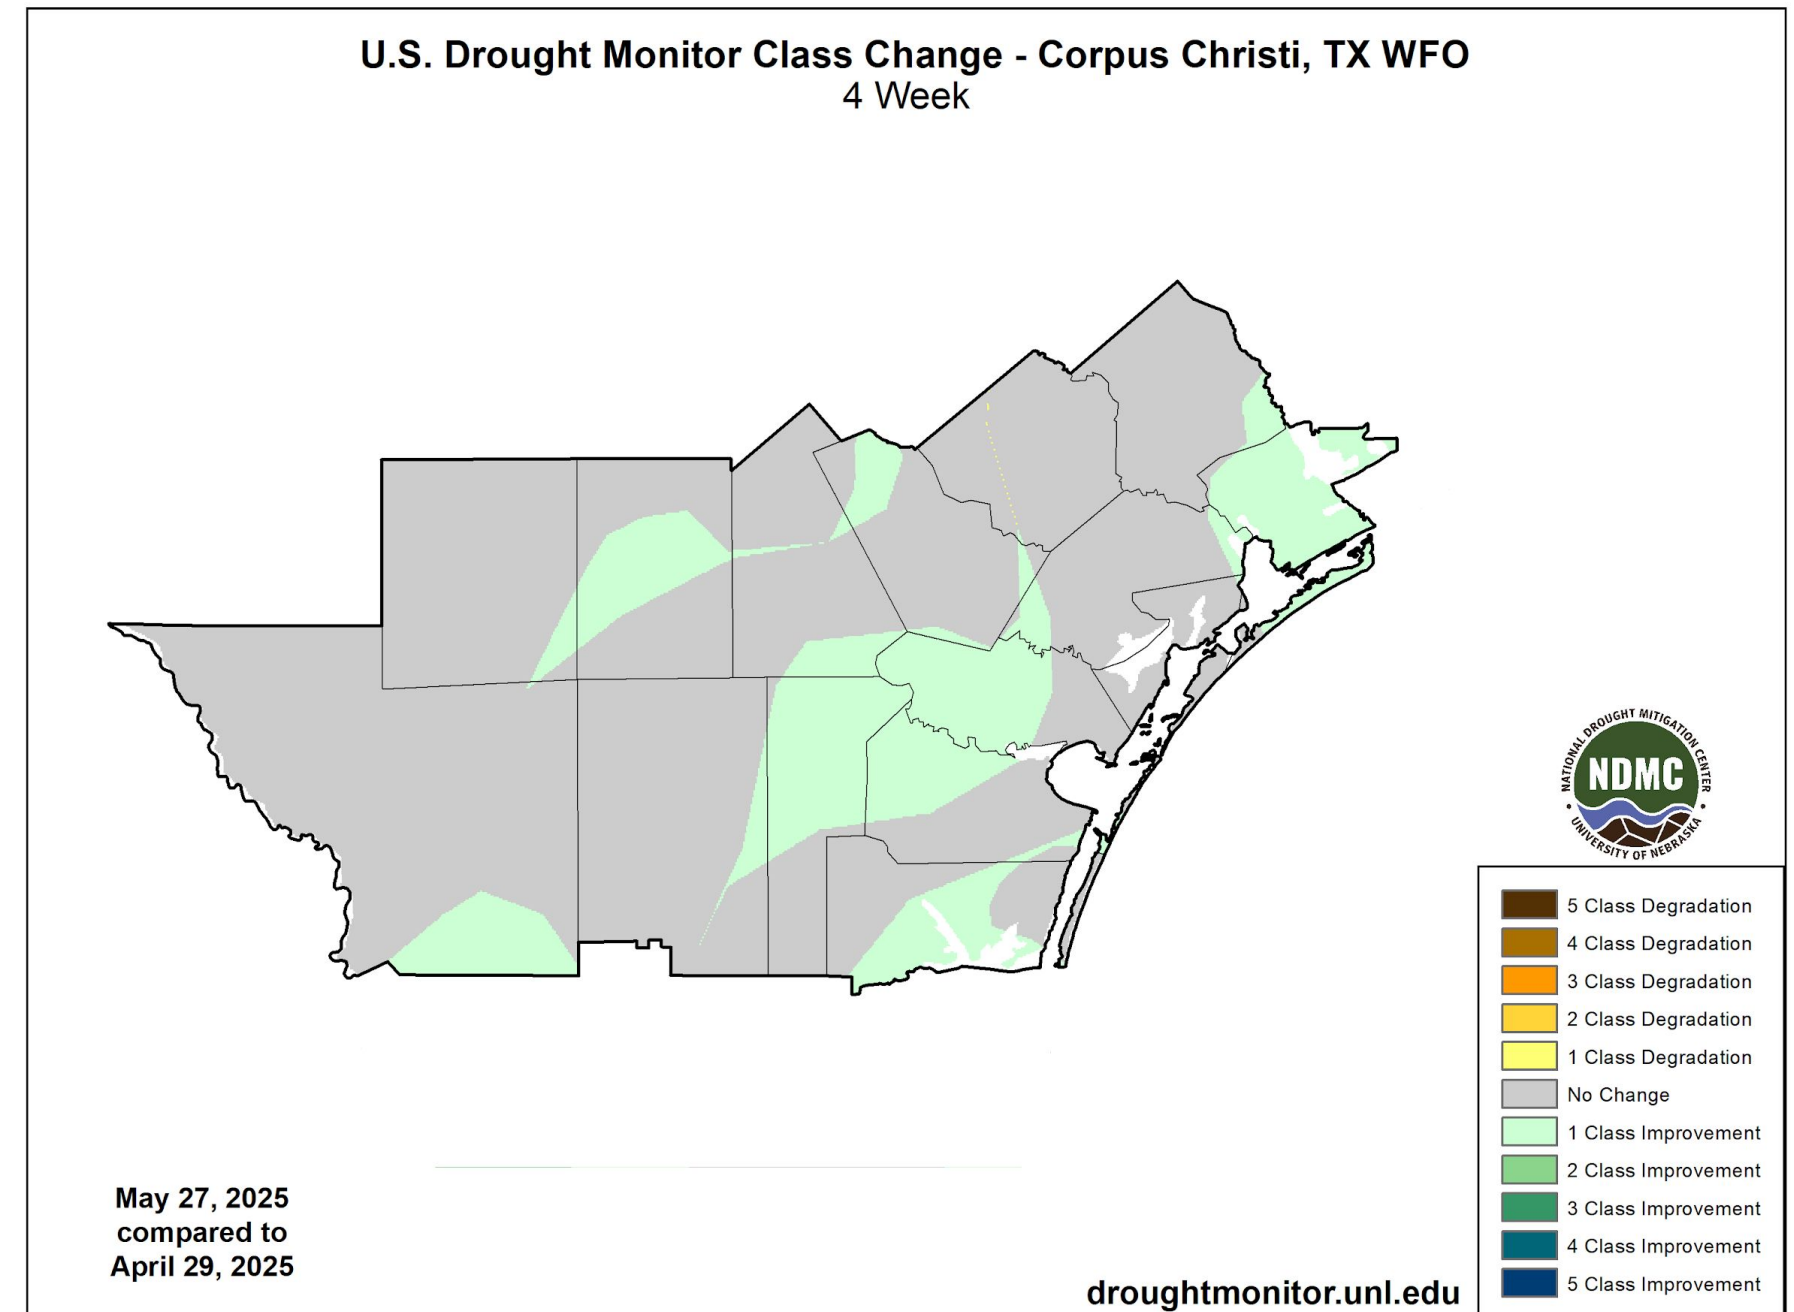 U.S. Drought Monitor Class Change - Corpus Christi, TX WFO
4 Week
NATIONAL DROUGHT MITIGATION CENTER
NDMC
UNIVERSITY OF NEBRASKA
5 Class Degradation
4 Class Degradation
3 Class Degradation
2 Class Degradation
1 Class Degradation
No Change
1 Class Improvement
2 Class Improvement
3 Class Improvement
4 Class Improvement
5 Class Improvement
May 27, 2025
compared to
April 29, 2025
droughtmonitor.unl.edu